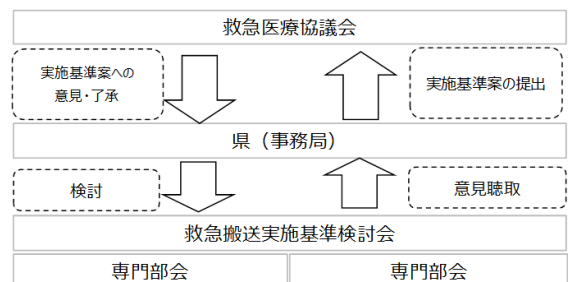 救急医療協議会
実施基準案への
意見・了承
実施基準案の提出
県（事務局）
検討
意見聴取
救急搬送実施基準検討会
専門部会
専門部会